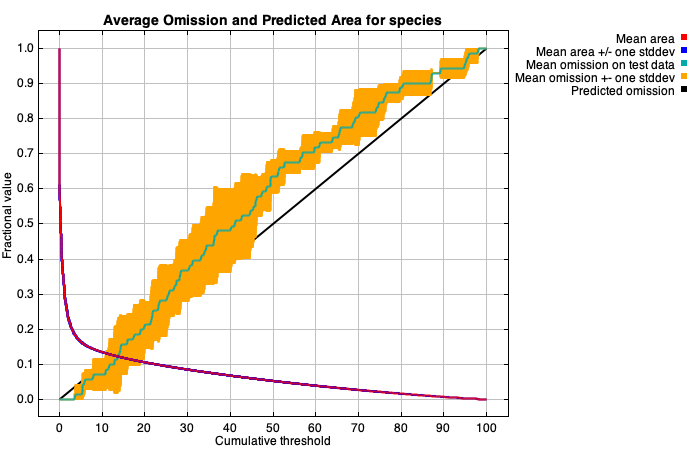 Average Omission and Predicted Area for species
Mean area
Mean area +/- one stddev
Mean omission on test data
Mean omission +- one stddev
Predicted omission
Fractional value
1.0
0.9
0.8
0.7
0.6
0.5
0.4
0.3
0.2
0.1
0.0
0 10 20 30 40 50 60 70 80 90 100
Cumulative threshold